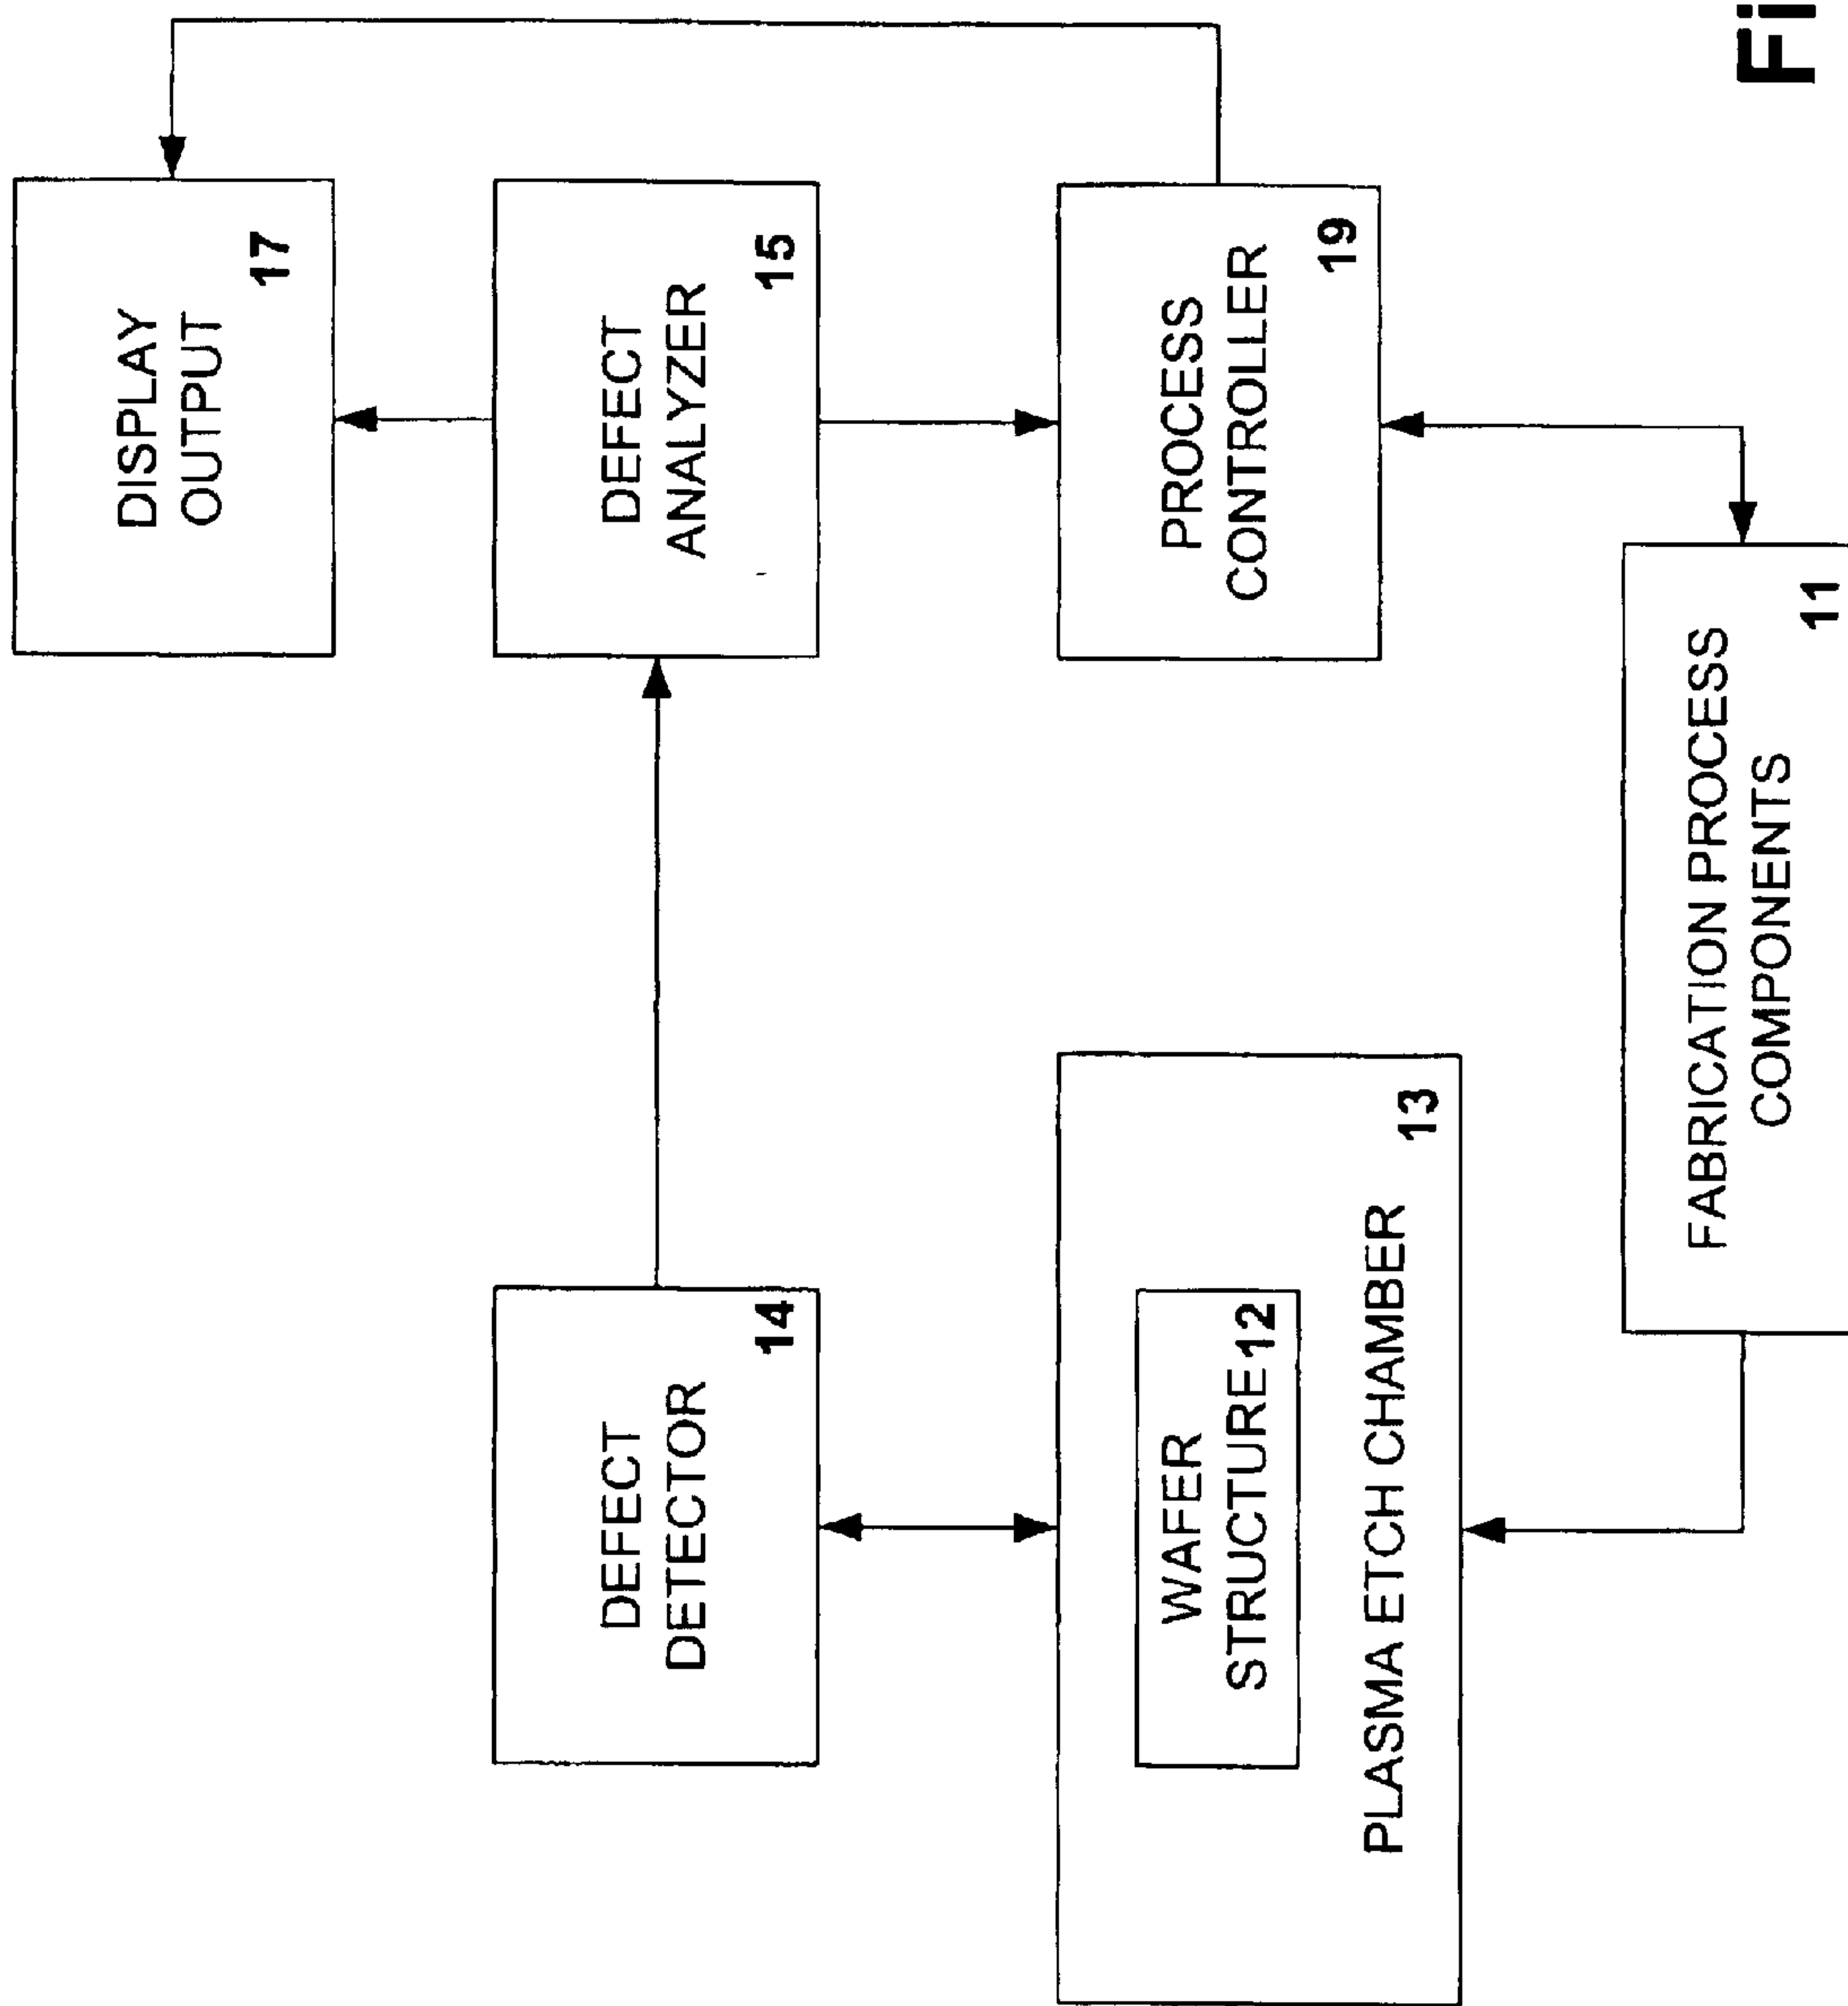 DISPLAY
OUTPUT
17
DEFECT
ANALYZER
15
PROCESS
CONTROLLER
19
DEFECT
DETECTOR
14
WAFER
STRUCTURE 12
PLASMA ETCH CHAMBER
13
FABRICATION PROCESS
COMPONENTS
11
Fi